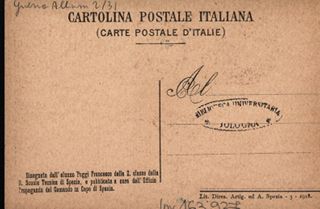 Guerra Album 2/31
CARTOLINA POSTALE ITALIANA
(CARTE POSTALE D'ITALIE)
A
BIBLIOTECA UNIVERSITARIA
BOLOGNA
Disegnata dall' alunno Poggi Francesco della 2. classe della
R. Scuola Tecnica di Spezia, e pubblicata a cura dell'Ufficio
Propaganda del Comando in Capo di Spezia.
Lit. Direz. Artig. ed A. Spezia - 3 - 1918.